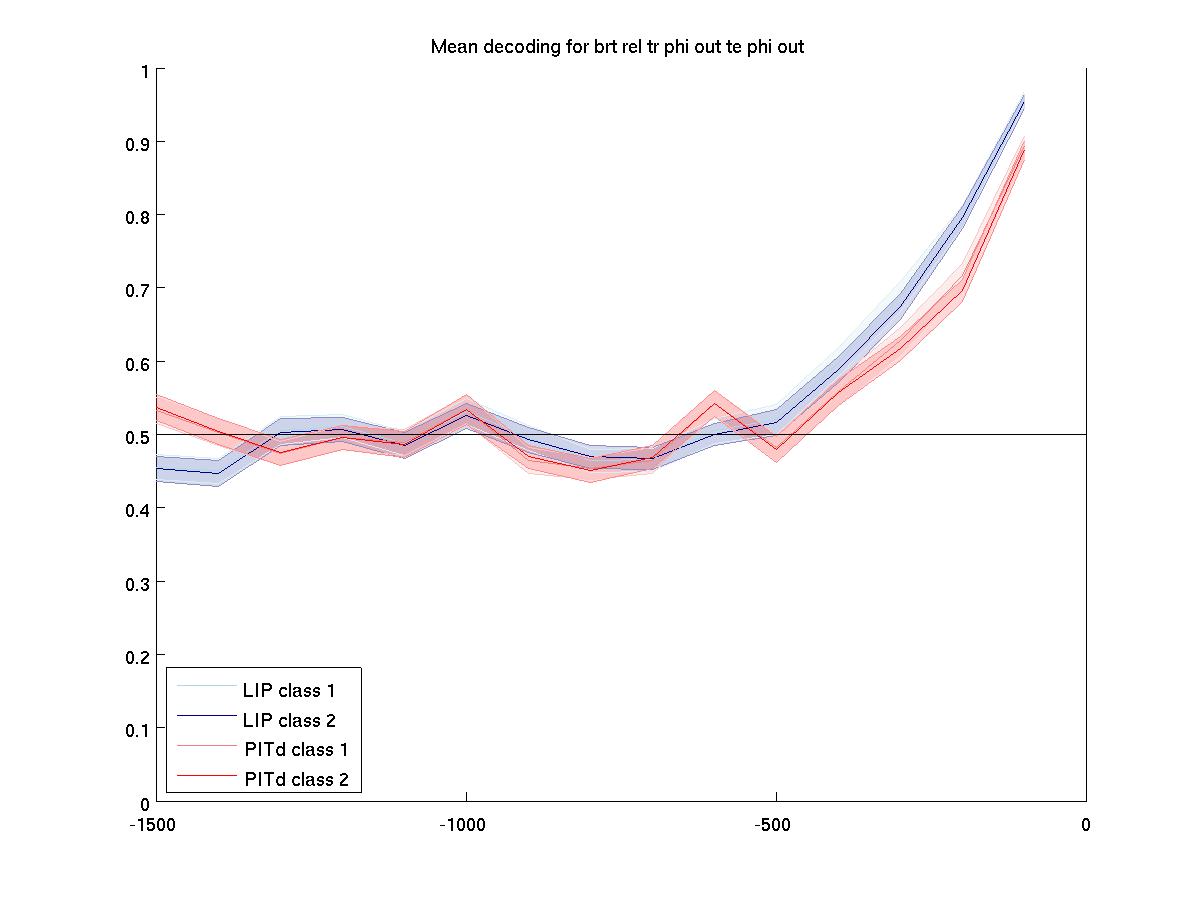 Mean decoding for brt rel tr phi out te phi out
1
0.9
0.8
0.7
0.6
0.5
0.4
0.3
0.2
0.1
0
LIP class 1
LIP class 2
PITd class 1
PITd class 2
-1500 -1000 -500 0